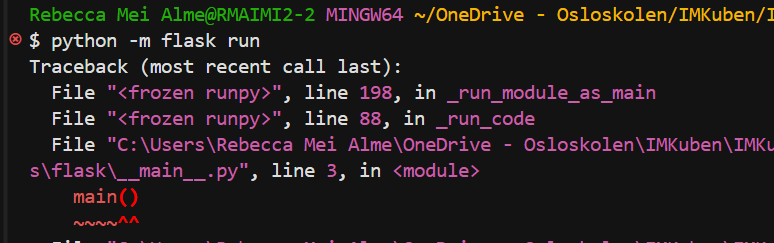 Rebecca Mei Alme@RMAIMI2-2 MINGW64 ~/OneDrive - Osloskolen/IMKuben/I
$ python -m flask run
Traceback (most recent call last):
File "<frozen runpy>", line 198, in _run_module_as_main
File "<frozen runpy>", line 88, in _run_code
File "C:\Users\Rebecca Mei Alme\OneDrive - Osloskolen\IMKuben\IMKu
s\flask\__main__.py", line 3, in <module>
main()
~~~~^^